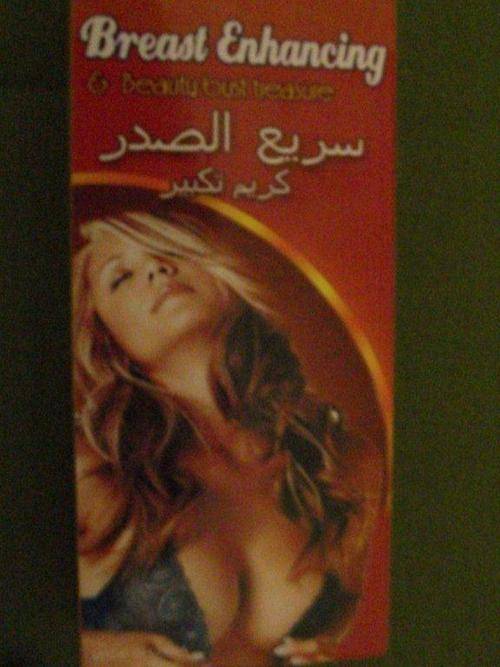 Breast Enhancing
& Beauty bust treasure
سريع الصدر
كريم تكبير